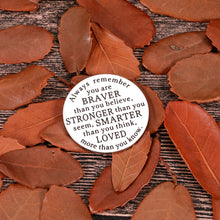 Always remember
you are
BRAVER
than you believe,
STRONGER than you
seem, SMARTER
than you think,
LOVED
more than you know.